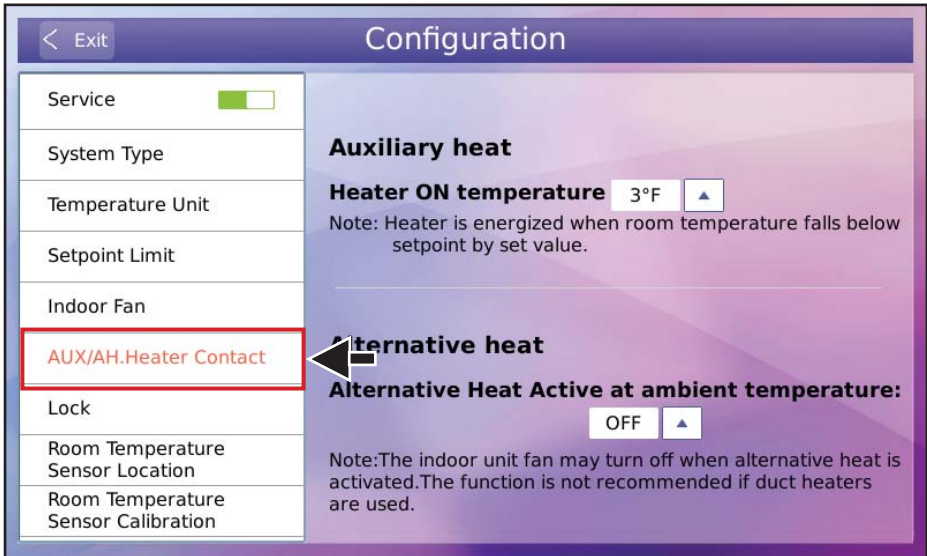 Exit
Configuration
Service
System Type
Temperature Unit
Setpoint Limit
Indoor Fan
AUX/AH.Heater Contact
Lock
Room Temperature
Sensor Location
Room Temperature
Sensor Calibration
Auxiliary heat
Heater ON temperature 3°F
Note: Heater is energized when room temperature falls below
setpoint by set value.
Alternative heat
Alternative Heat Active at ambient temperature:
OFF
Note:The indoor unit fan may turn off when alternative heat is
activated.The function is not recommended if duct heaters
are used.